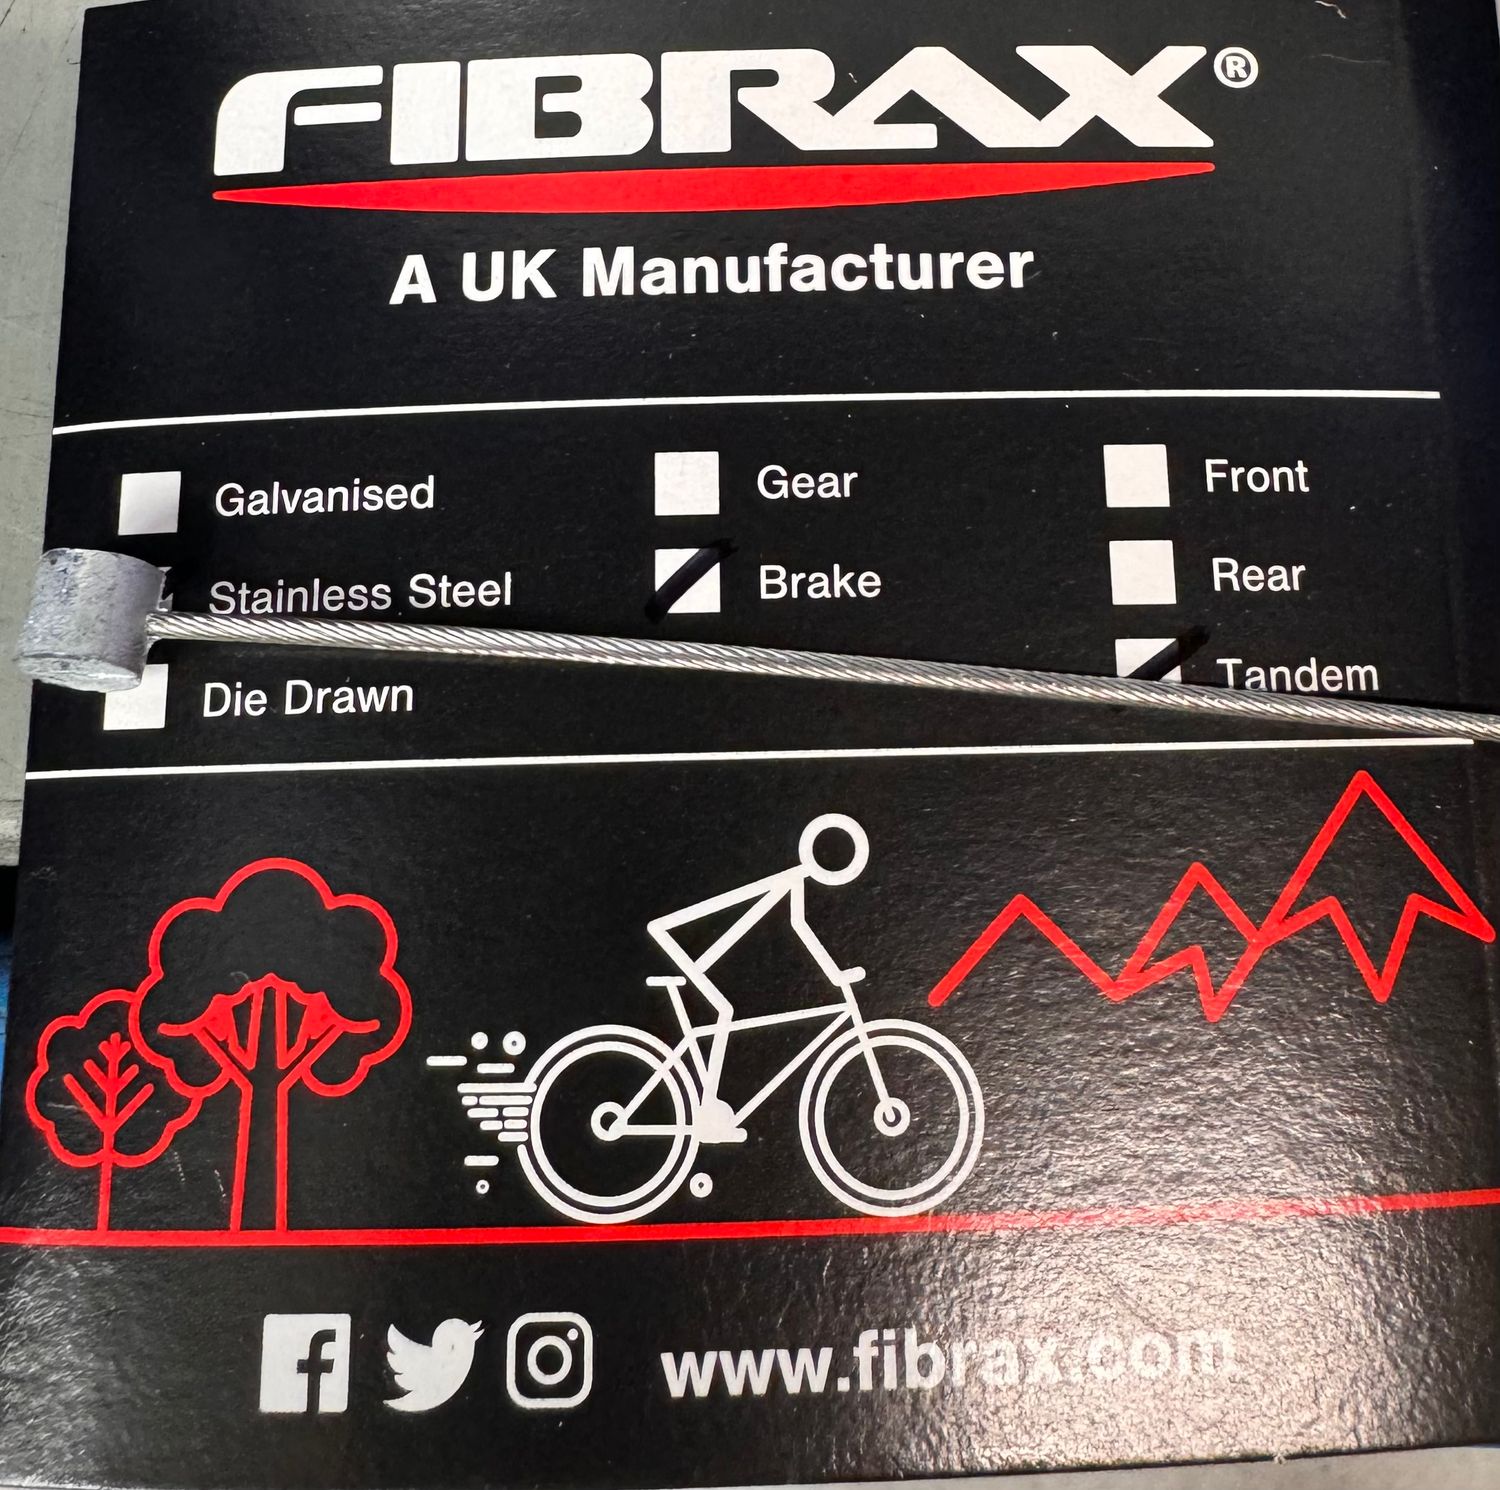 FIBRAX®
A UK Manufacturer
Galvanised Gear Front
Stainless Steel Brake Rear
Die Drawn Tandem
www.fibrax.com